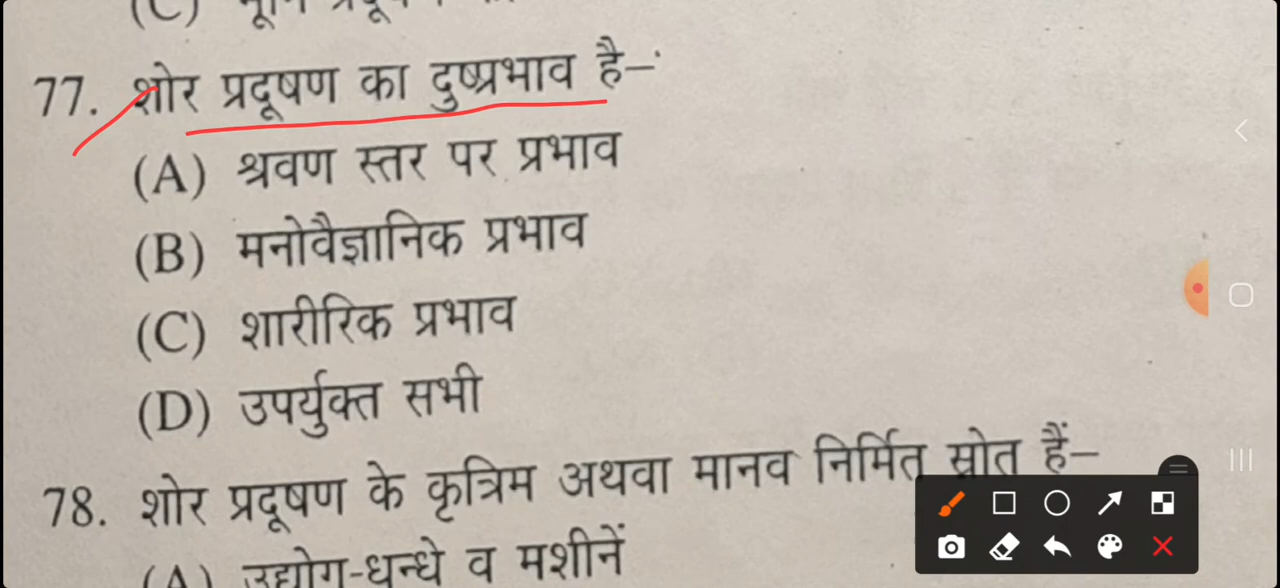 77. शोर प्रदूषण का दुष्प्रभाव है–
(A) श्रवण स्तर पर प्रभाव
(B) मनोवैज्ञानिक प्रभाव
(C) शारीरिक प्रभाव
(D) उपर्युक्त सभी
78. शोर प्रदूषण के कृत्रिम अथवा मानव निर्मित स्रोत हैं–
(A) उद्योग-धन्धे व मशीनें